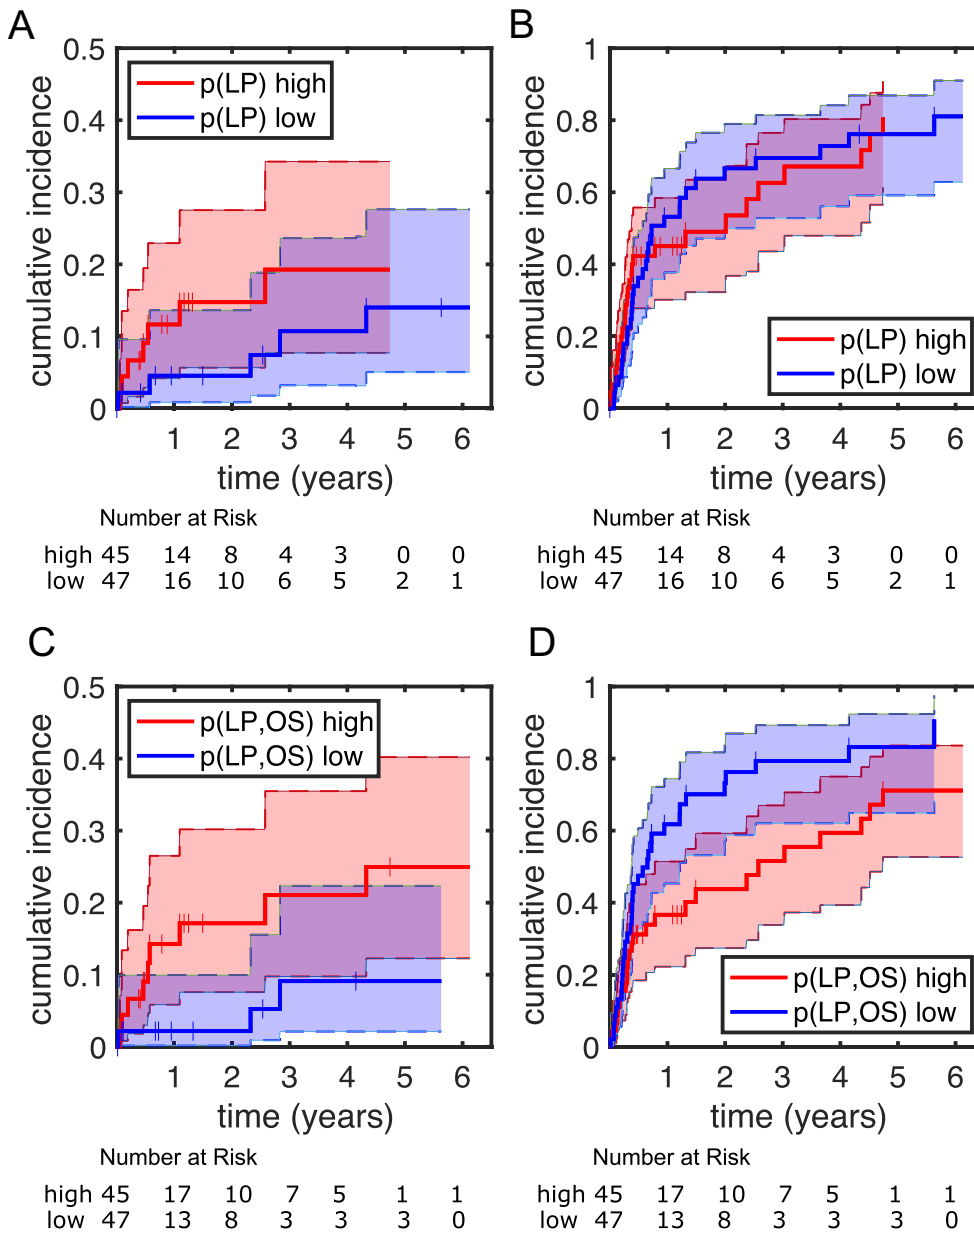 A
0.5
0.4
0.3
0.2
0.1
0
cumulative incidence
p(LP) high
p(LP) low
1 2 3 4 5 6
time (years)
Number at Risk
high 45 14 8 4 3 0 0
low 47 16 10 6 5 2 1
B
1
0.8
0.6
0.4
0.2
0
cumulative incidence
p(LP) high
p(LP) low
1 2 3 4 5 6
time (years)
Number at Risk
high 45 14 8 4 3 0 0
low 47 16 10 6 5 2 1
C
0.5
0.4
0.3
0.2
0.1
0
cumulative incidence
p(LP,OS) high
p(LP,OS) low
1 2 3 4 5 6
time (years)
Number at Risk
high 45 17 10 7 5 1 1
low 47 13 8 3 3 3 0
D
1
0.8
0.6
0.4
0.2
0
cumulative incidence
p(LP,OS) high
p(LP,OS) low
1 2 3 4 5 6
time (years)
Number at Risk
high 45 17 10 7 5 1 1
low 47 13 8 3 3 3 0